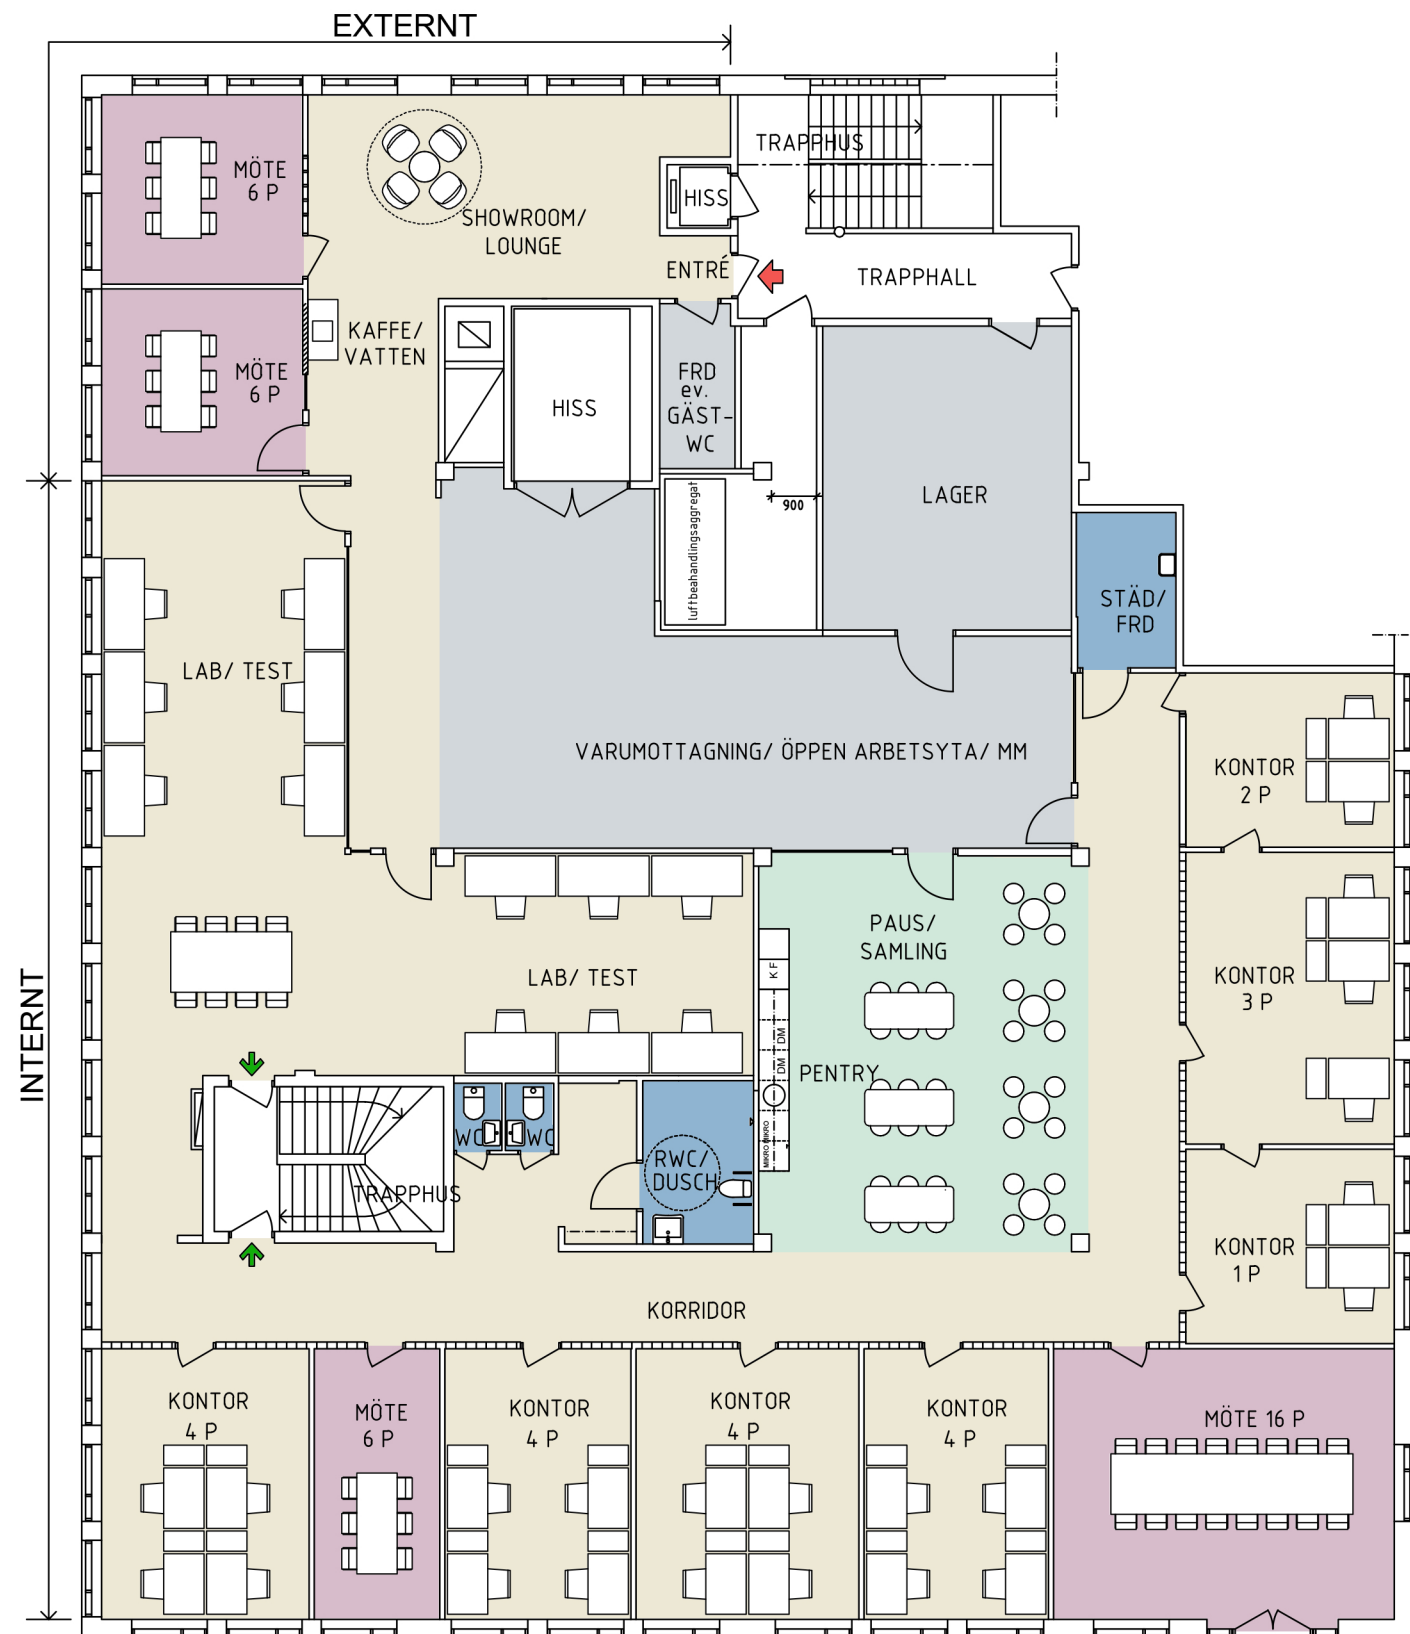 EXTERNT
TRAPPHUS
MÖTE
6 P
HISS
SHOWROOM/
LOUNGE
ENTRÉ
TRAPPHALL
KAFFE/
VATTEN
MÖTE
6 P
FRD
ev.
GÄST-
WC
HISS
LAGER
900
luftbeahandlingsaggregat
STÄD/
FRD
LAB/ TEST
VARUMOTTAGNING/ ÖPPEN ARBETSYTA/ MM
KONTOR
2 P
PAUS/
SAMLING
K F
LAB/ TEST
KONTOR
3 P
INTERNT
DM
DM
PENTRY
MIKRO
MIKRO
WC
WC
RWC/
DUSCH
TRAPPHUS
KONTOR
1 P
KORRIDOR
KONTOR
4 P
MÖTE
6 P
KONTOR
4 P
KONTOR
4 P
KONTOR
4 P
MÖTE 16 P